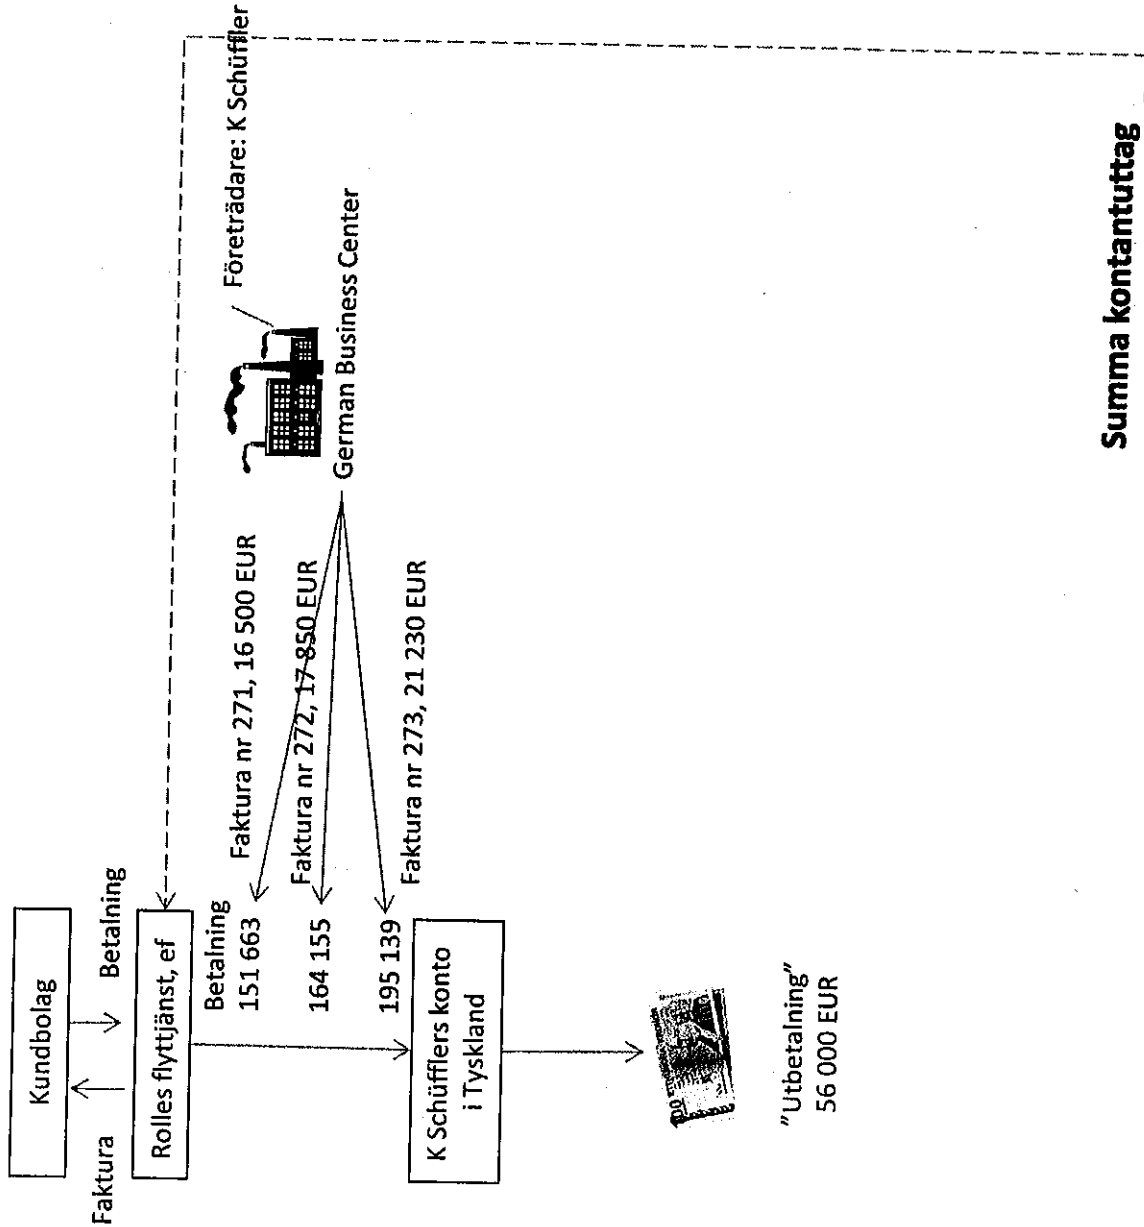 Kundbolag
Faktura
Betalning
Rolles flyttjänst, ef
Företrädare: K Schüffler
Betalning
151 663
Faktura nr 271, 16 500 EUR
German Business Center
164 155
Faktura nr 272, 17 850 EUR
195 139
Faktura nr 273, 21 230 EUR
K Schüfflers konto
i Tyskland
100
"Utbetalning"
56 000 EUR
Summa kontantuttag